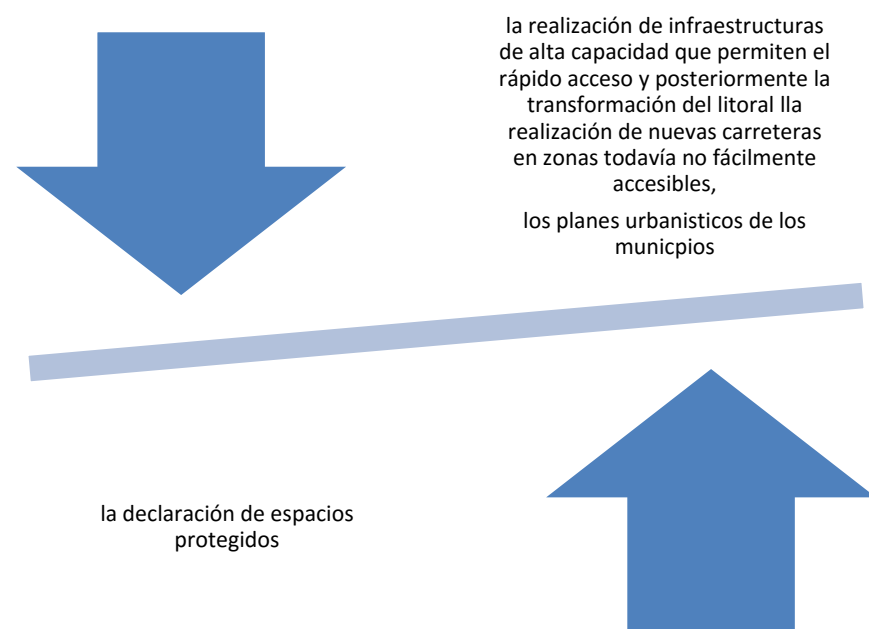 la realización de infraestructuras
de alta capacidad que permiten el
rápido acceso y posteriormente la
transformación del litoral lla
realización de nuevas carreteras
en zonas todavía no fácilmente
accesibles,
los planes urbanisticos de los
municpios
la declaración de espacios
protegidos